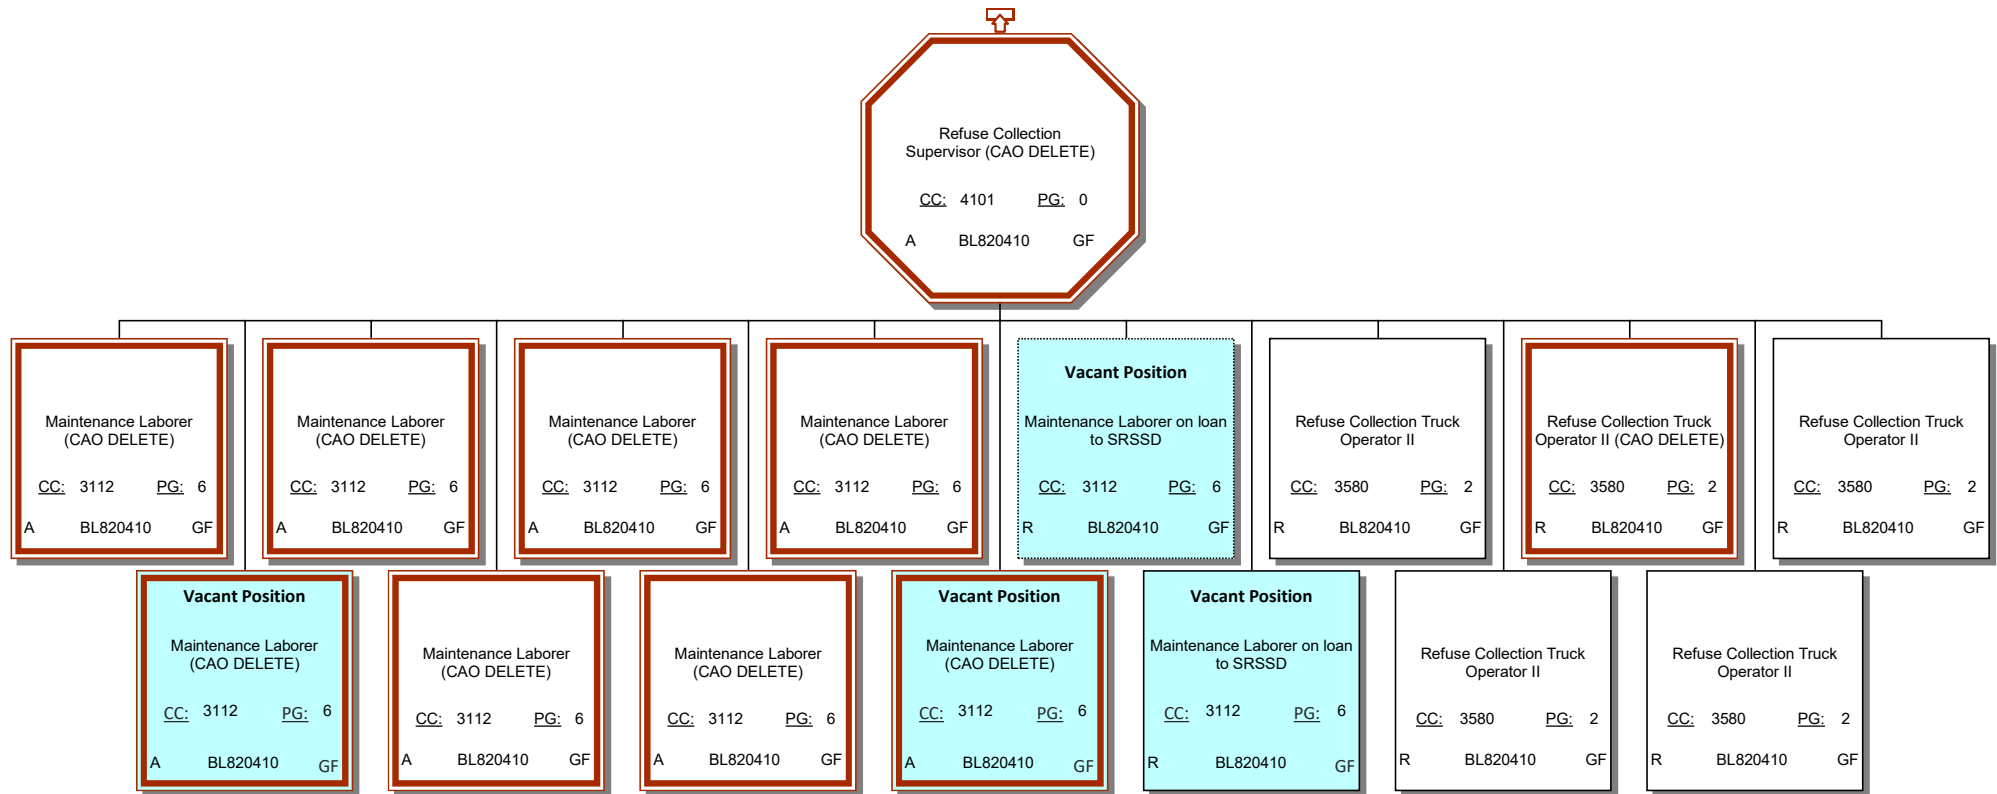 Refuse Collection
Supervisor (CAO DELETE)
CC: 4101 PG: 0
A BL820410 GF
Maintenance Laborer
(CAO DELETE)
CC: 3112 PG: 6
A BL820410 GF
Maintenance Laborer
(CAO DELETE)
CC: 3112 PG: 6
A BL820410 GF
Maintenance Laborer
(CAO DELETE)
CC: 3112 PG: 6
A BL820410 GF
Maintenance Laborer
(CAO DELETE)
CC: 3112 PG: 6
A BL820410 GF
Vacant Position
Maintenance Laborer on loan
to SRSSD
CC: 3112 PG: 6
R BL820410 GF
Refuse Collection Truck
Operator II
CC: 3580 PG: 2
R BL820410 GF
Refuse Collection Truck
Operator II (CAO DELETE)
CC: 3580 PG: 2
R BL820410 GF
Refuse Collection Truck
Operator II
CC: 3580 PG: 2
R BL820410 GF
Vacant Position
Maintenance Laborer
(CAO DELETE)
CC: 3112 PG: 6
A BL820410 GF
Maintenance Laborer
(CAO DELETE)
CC: 3112 PG: 6
A BL820410 GF
Maintenance Laborer
(CAO DELETE)
CC: 3112 PG: 6
A BL820410 GF
Vacant Position
Maintenance Laborer
(CAO DELETE)
CC: 3112 PG: 6
A BL820410 GF
Vacant Position
Maintenance Laborer on loan
to SRSSD
CC: 3112 PG: 6
R BL820410 GF
Refuse Collection Truck
Operator II
CC: 3580 PG: 2
R BL820410 GF
Refuse Collection Truck
Operator II
CC: 3580 PG: 2
R BL820410 GF